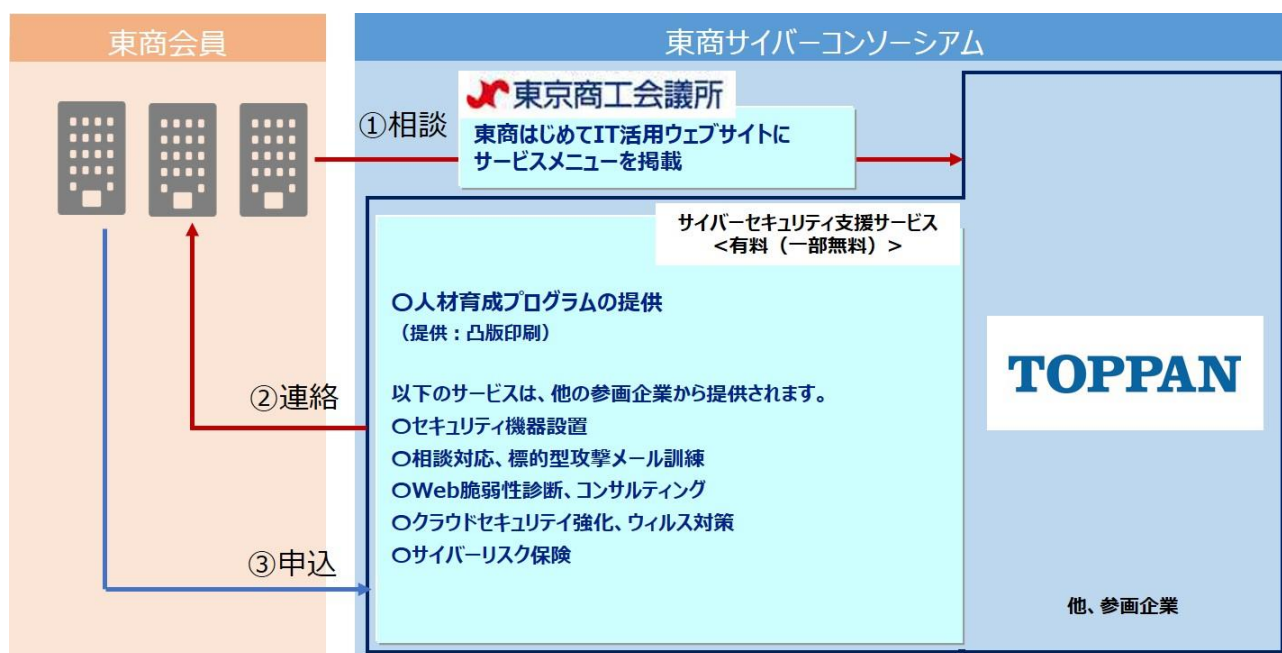 東商会員
東商サイバーコンソーシアム
東京商工会議所
①相談
東商はじめてIT活用ウェブサイトに
サービスメニューを掲載
サイバーセキュリティ支援サービス
<有料（一部無料）>
〇人材育成プログラムの提供
（提供：凸版印刷）
以下のサービスは、他の参画企業から提供されます。
〇セキュリティ機器設置
〇相談対応、標的型攻撃メール訓練
〇Web脆弱性診断、コンサルティング
〇クラウドセキュリテイ強化、ウィルス対策
〇サイバーリスク保険
②連絡
③申込
TOPPAN
他、参画企業